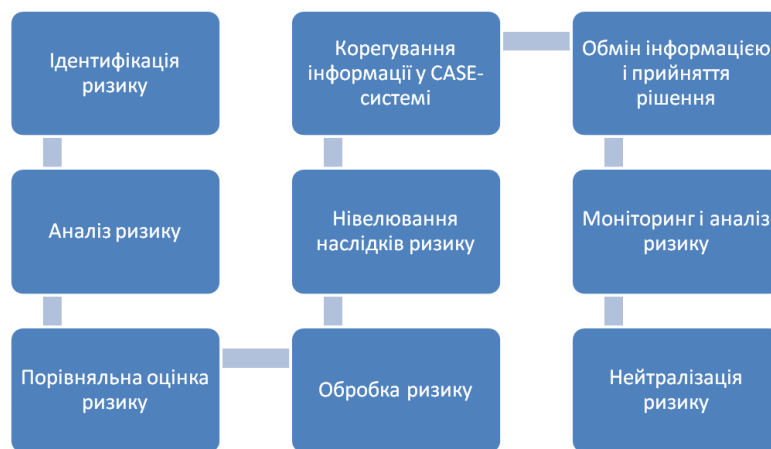 Ідентифікація
ризику
Аналіз ризику
Порівняльна оцінка
ризику
Обробка ризику
Нівелювання
наслідків ризику
Корегування
інформації у CASE-
системі
Обмін інформацією
і прийняття
рішення
Моніторинг і аналіз
ризику
Нейтралізація
ризику